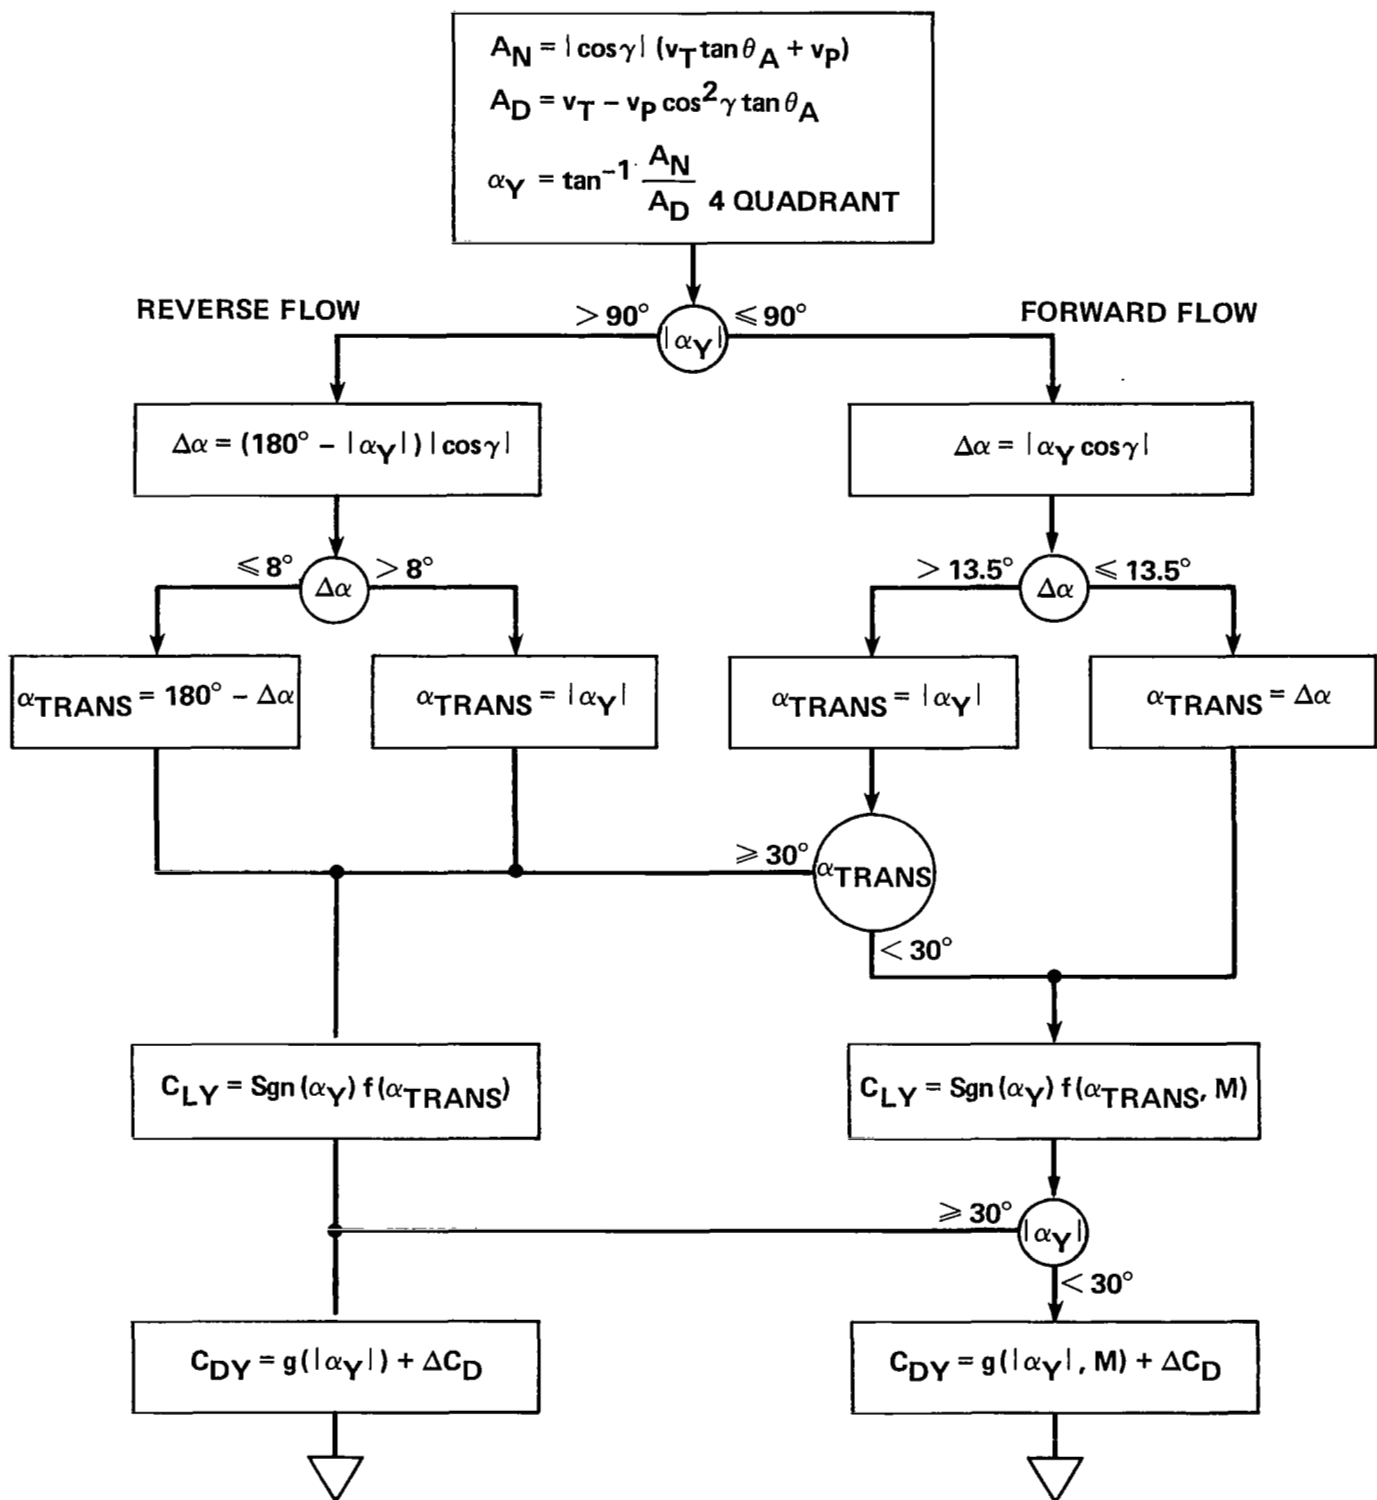 A_N = |cosγ| (v_T tan θ_A + v_P)
A_D = v_T – v_P cos²γ tan θ_A
α_Y = tan⁻¹ A_N / A_D 4 QUADRANT
REVERSE FLOW
> 90°
|α_Y|
⩽ 90°
FORWARD FLOW
Δα = (180° – |α_Y|) |cosγ|
Δα = |α_Y cosγ|
⩽ 8°
Δα
> 8°
> 13.5°
Δα
⩽ 13.5°
α_TRANS = 180° – Δα
α_TRANS = |α_Y|
α_TRANS = |α_Y|
α_TRANS = Δα
⩾ 30°
α_TRANS
< 30°
C_LY = Sgn (α_Y) f (α_TRANS)
C_LY = Sgn (α_Y) f (α_TRANS, M)
⩾ 30°
|α_Y|
< 30°
C_DY = g (|α_Y|) + ΔC_D
C_DY = g (|α_Y|, M) + ΔC_D